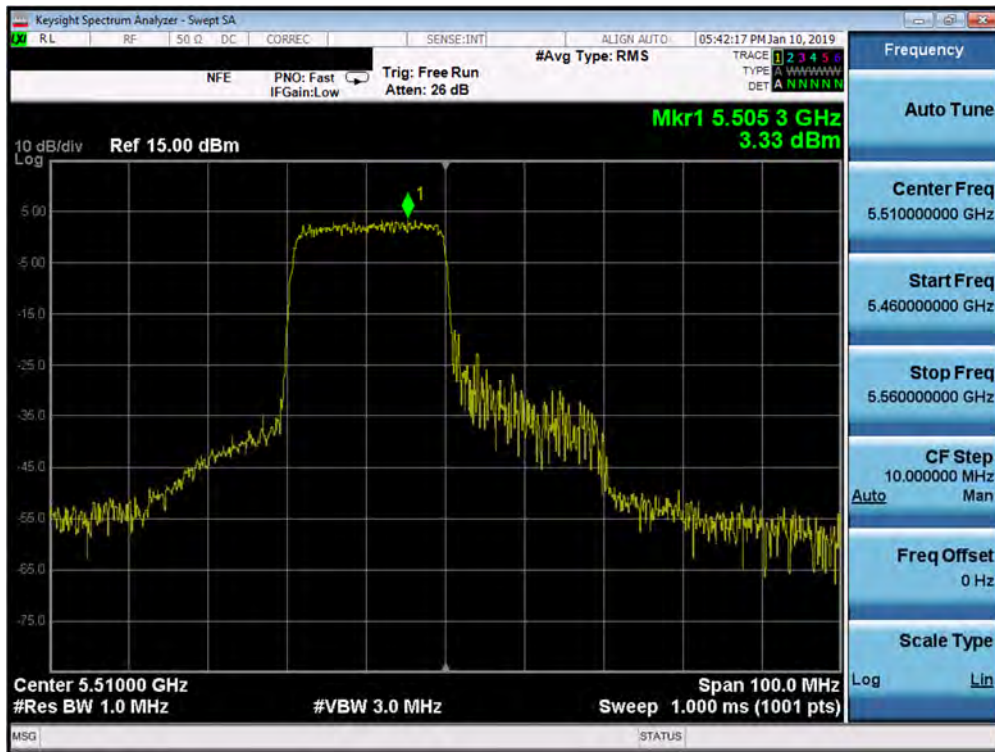 Keysight Spectrum Analyzer - Swept SA
LXI RL RF 50 Ω DC CORREC SENSE:INT ALIGN AUTO 05:42:17 PM Jan 10, 2019
#Avg Type: RMS
TRACE 1 2 3 4 5 6
TYPE A WWWWW
DET A N N N N N
NFE PNO: Fast Trig: Free Run
IFGain:Low Atten: 26 dB
Mkr1 5.505 3 GHz
3.33 dBm
10 dB/div Ref 15.00 dBm
Log
1
5.00
-5.00
-15.0
-25.0
-35.0
-45.0
-55.0
-65.0
-75.0
Center 5.51000 GHz Span 100.0 MHz
#Res BW 1.0 MHz #VBW 3.0 MHz Sweep 1.000 ms (1001 pts)
MSG STATUS
Frequency
Auto Tune
Center Freq
5.510000000 GHz
Start Freq
5.460000000 GHz
Stop Freq
5.560000000 GHz
CF Step
10.000000 MHz
Auto Man
Freq Offset
0 Hz
Scale Type
Log Lin